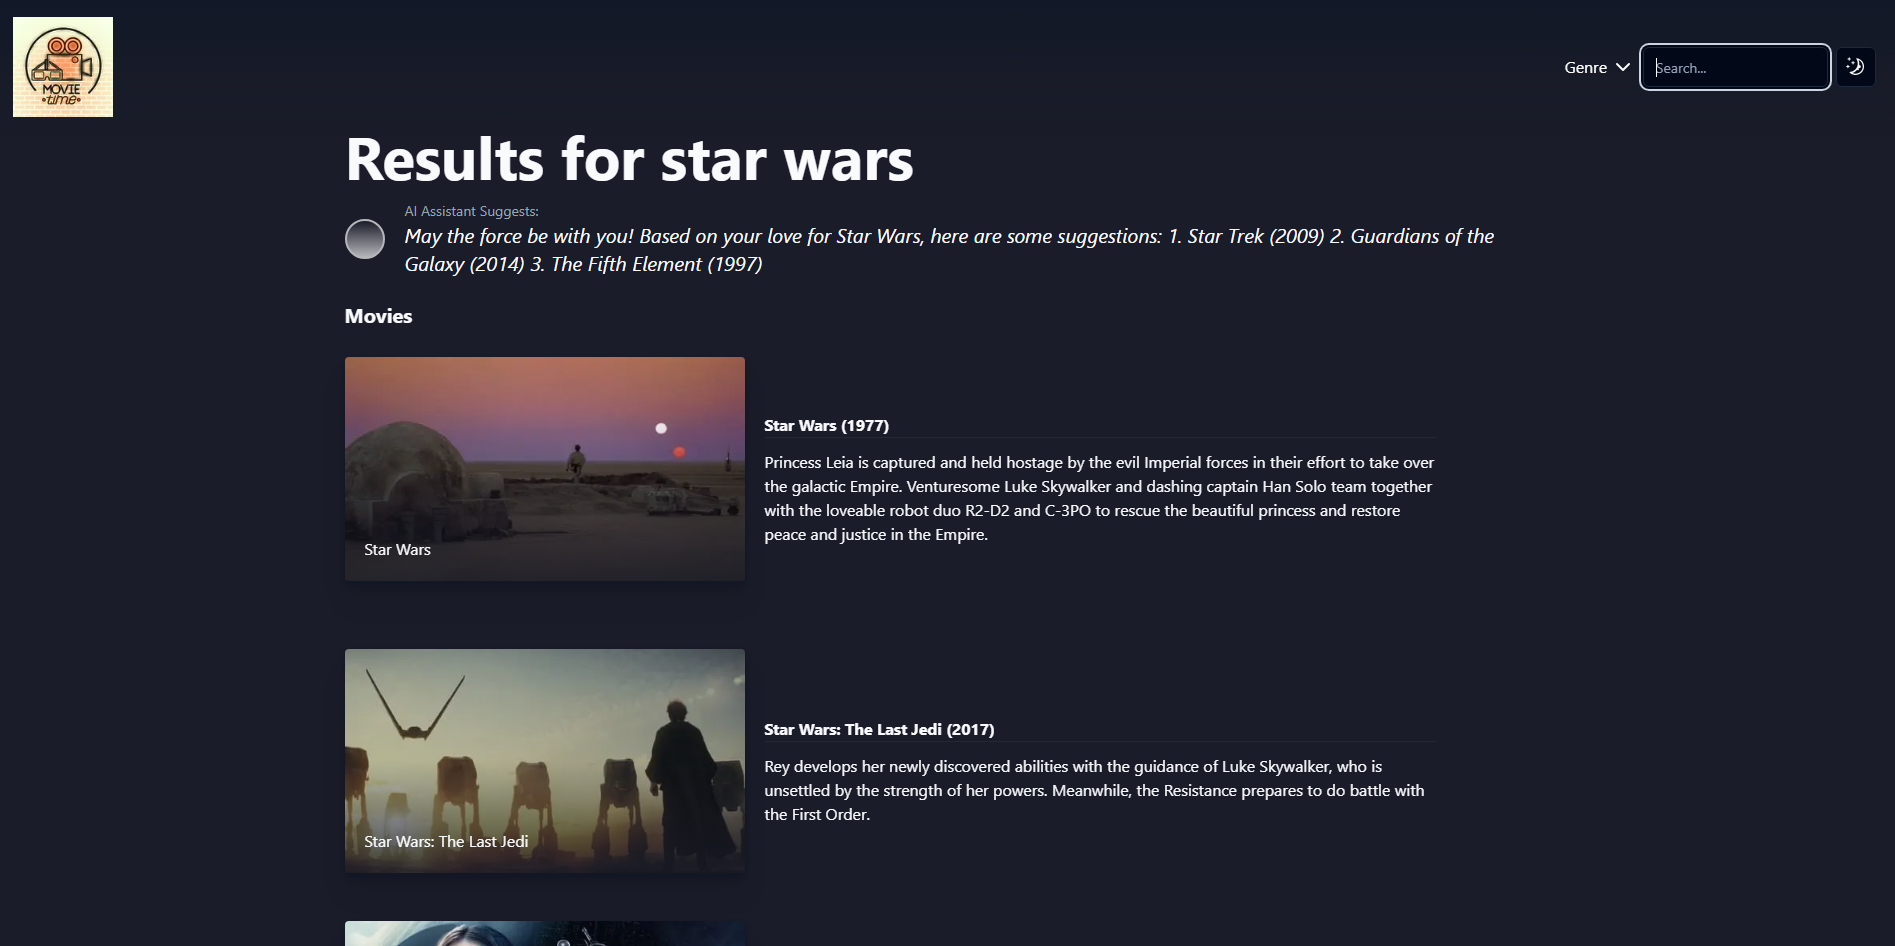 MOVIE
•time•
Genre
Search...
Results for star wars
AI Assistant Suggests:
May the force be with you! Based on your love for Star Wars, here are some suggestions: 1. Star Trek (2009) 2. Guardians of the
Galaxy (2014) 3. The Fifth Element (1997)
Movies
Star Wars
Star Wars (1977)
Princess Leia is captured and held hostage by the evil Imperial forces in their effort to take over
the galactic Empire. Venturesome Luke Skywalker and dashing captain Han Solo team together
with the loveable robot duo R2-D2 and C-3PO to rescue the beautiful princess and restore
peace and justice in the Empire.
Star Wars: The Last Jedi
Star Wars: The Last Jedi (2017)
Rey develops her newly discovered abilities with the guidance of Luke Skywalker, who is
unsettled by the strength of her powers. Meanwhile, the Resistance prepares to do battle with
the First Order.